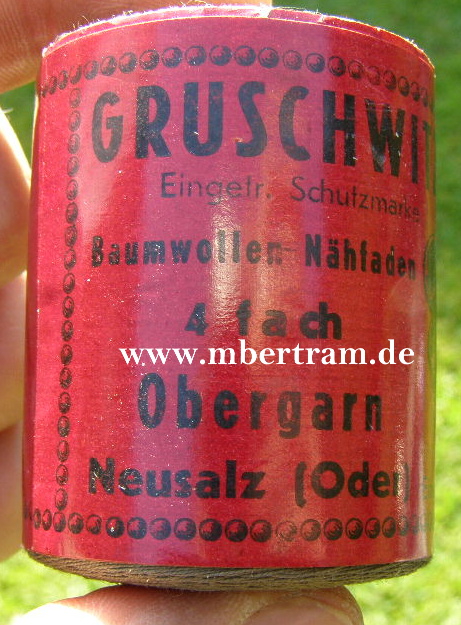 GRUSCHWIT
Eingetr. Schutzmarke
Baumwollen-Nähfaden
4 fach
www.mbertram.de
Obergarn
Neusalz (Oder)